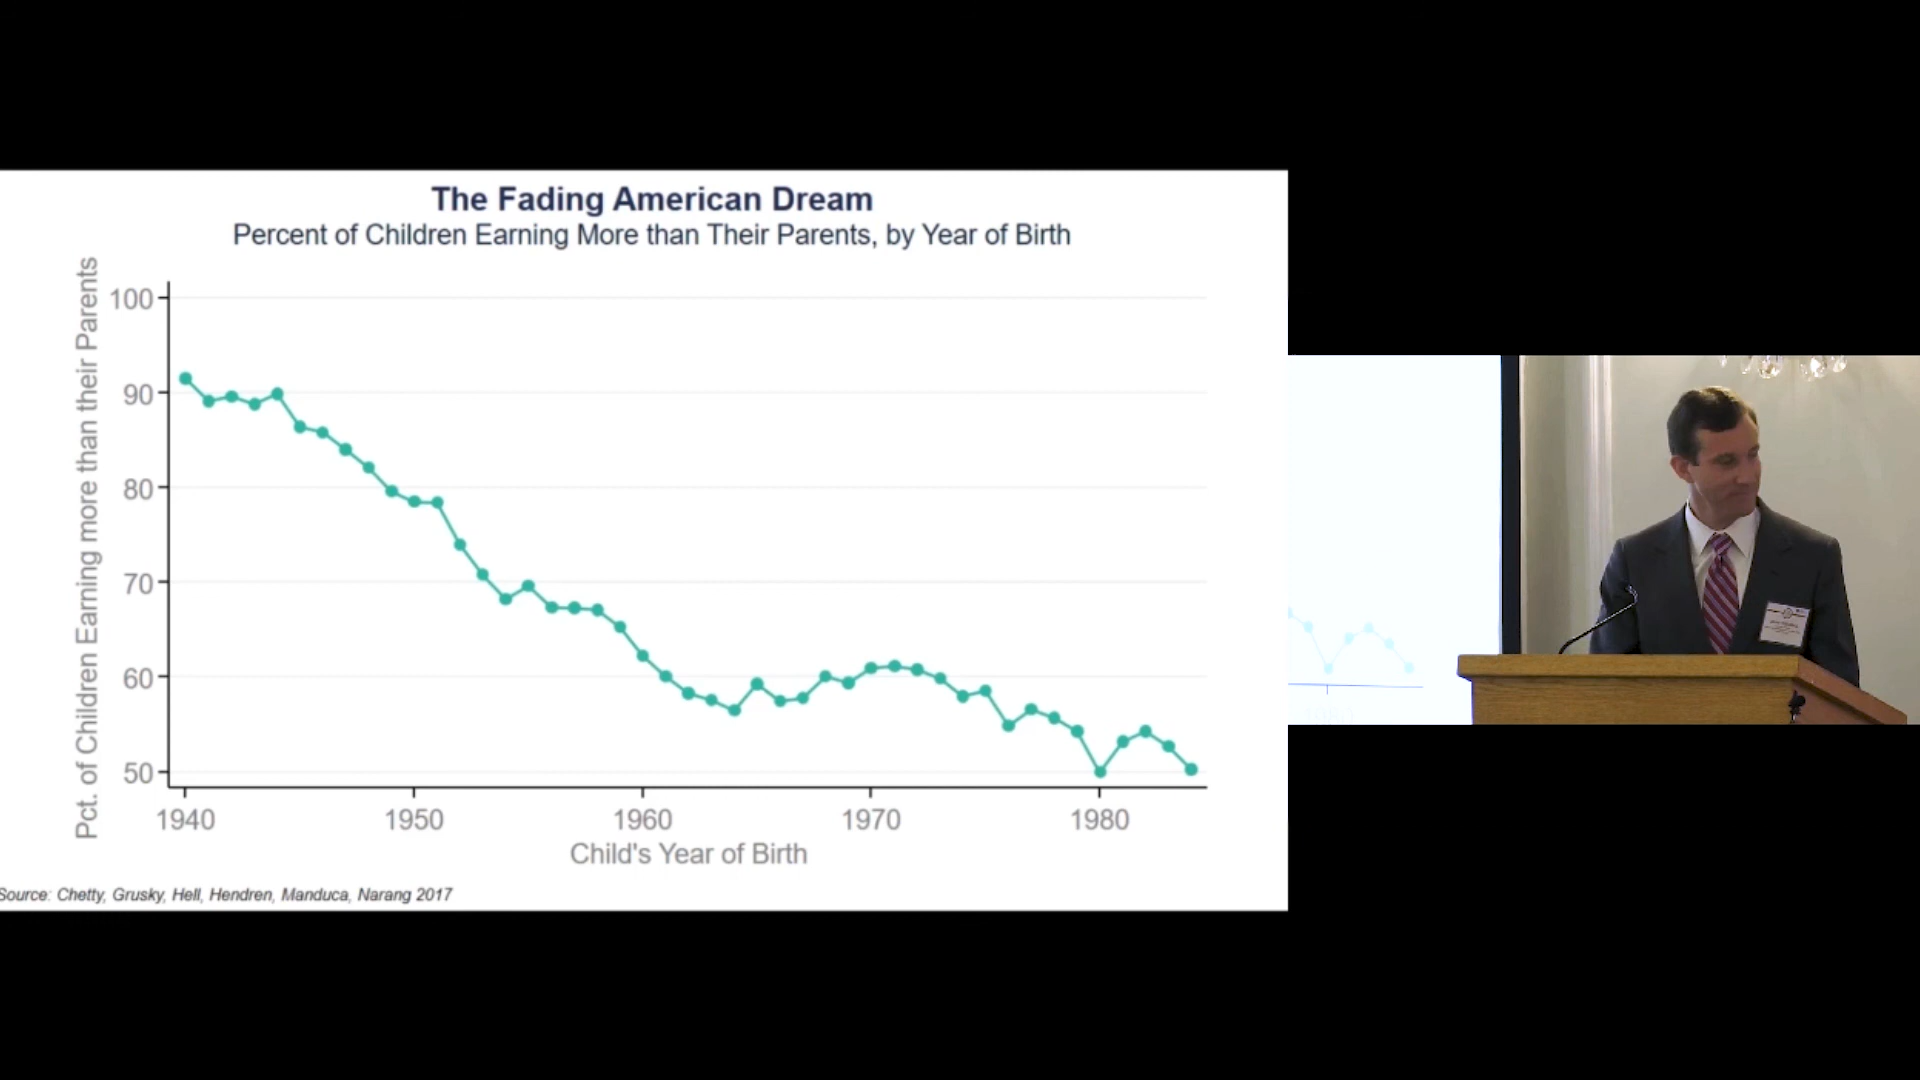 The Fading American Dream
Percent of Children Earning More than Their Parents, by Year of Birth
Pct. of Children Earning more than their Parents
100
90
80
70
60
50
1940 1950 1960 1970 1980
Child's Year of Birth
Source: Chetty, Grusky, Hell, Hendren, Manduca, Narang 2017